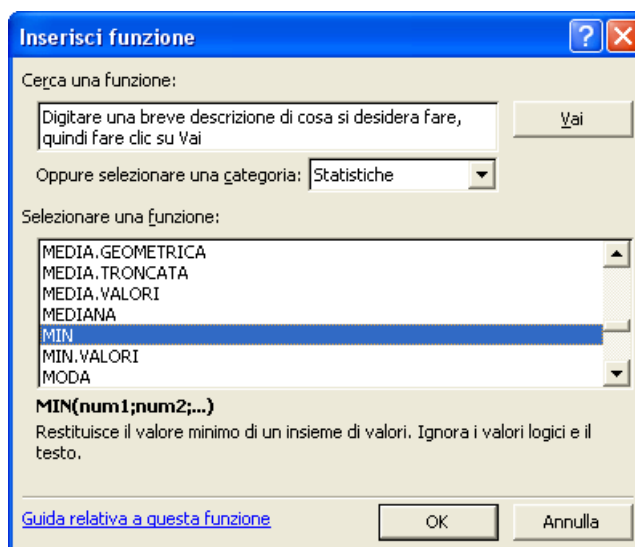 Inserisci funzione
Cerca una funzione:
Digitare una breve descrizione di cosa si desidera fare,
quindi fare clic su Vai
Vai
Oppure selezionare una categoria: Statistiche
Selezionare una funzione:
MEDIA.GEOMETRICA
MEDIA.TRONCATA
MEDIA.VALORI
MEDIANA
MIN
MIN.VALORI
MODA
MIN(num1;num2;...)
Restituisce il valore minimo di un insieme di valori. Ignora i valori logici e il
testo.
Guida relativa a questa funzione
OK
Annulla